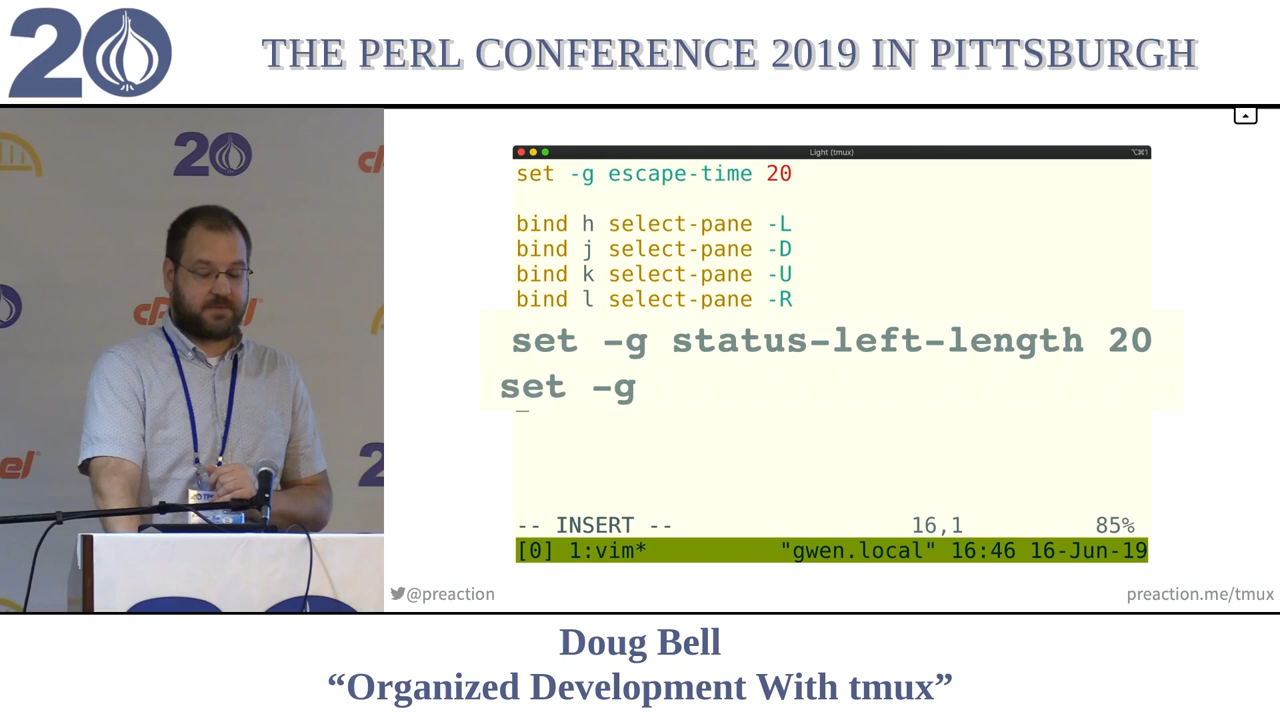 20
THE PERL CONFERENCE 2019 IN PITTSBURGH
20
Light (tmux)
⌥⌘1
set -g escape-time 20
bind h select-pane -L
bind j select-pane -D
bind k select-pane -U
bind l select-pane -R
set -g status-left-length 20
set -g
-- INSERT -- 16,1 85%
[0] 1:vim* "gwen.local" 16:46 16-Jun-19
@preaction
preaction.me/tmux
Doug Bell
“Organized Development With tmux”